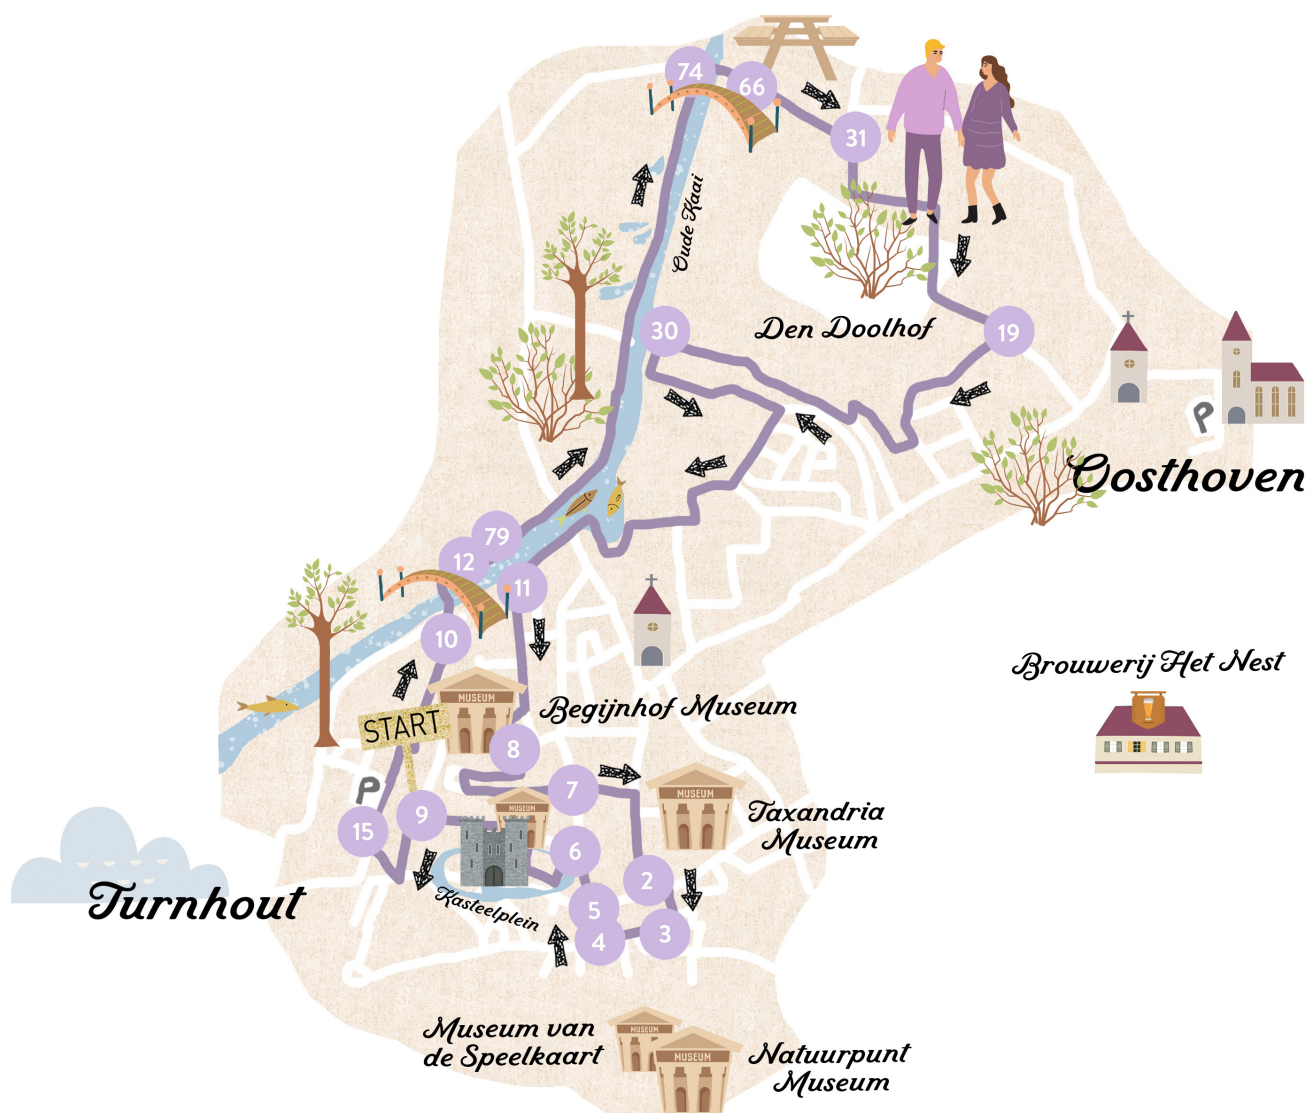 74
66
31
Oude Kaai
30
Den Doolhof
19
P
Oosthoven
79
12
11
10
Brouwerij Het Nest
MUSEUM
START
Begijnhof Museum
8
P
7
MUSEUM
9
MUSEUM
Taxandria
Museum
15
6
2
Kasteelplein
Turnhout
5
3
4
Museum van
de Speelkaart
MUSEUM
MUSEUM
Natuurpunt
Museum